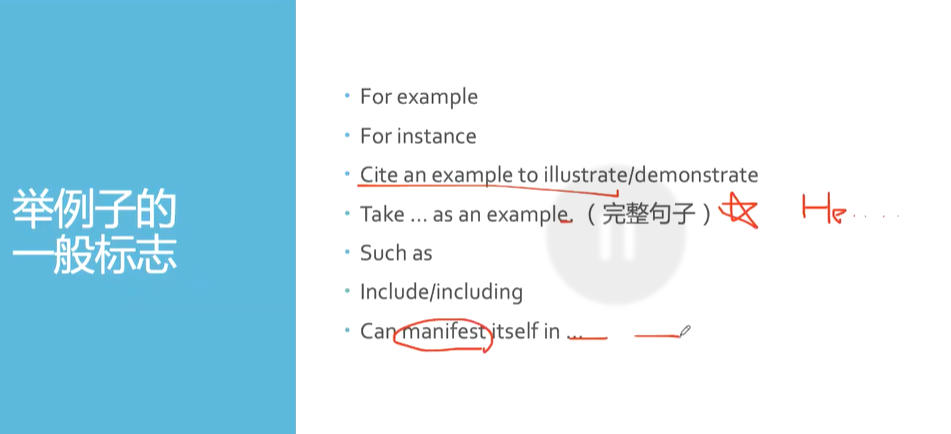 举例子的
一般标志
• For example
• For instance
• Cite an example to illustrate/demonstrate
• Take ... as an example. （完整句子） He.....
• Such as
• Include/including
• Can manifest itself in ...